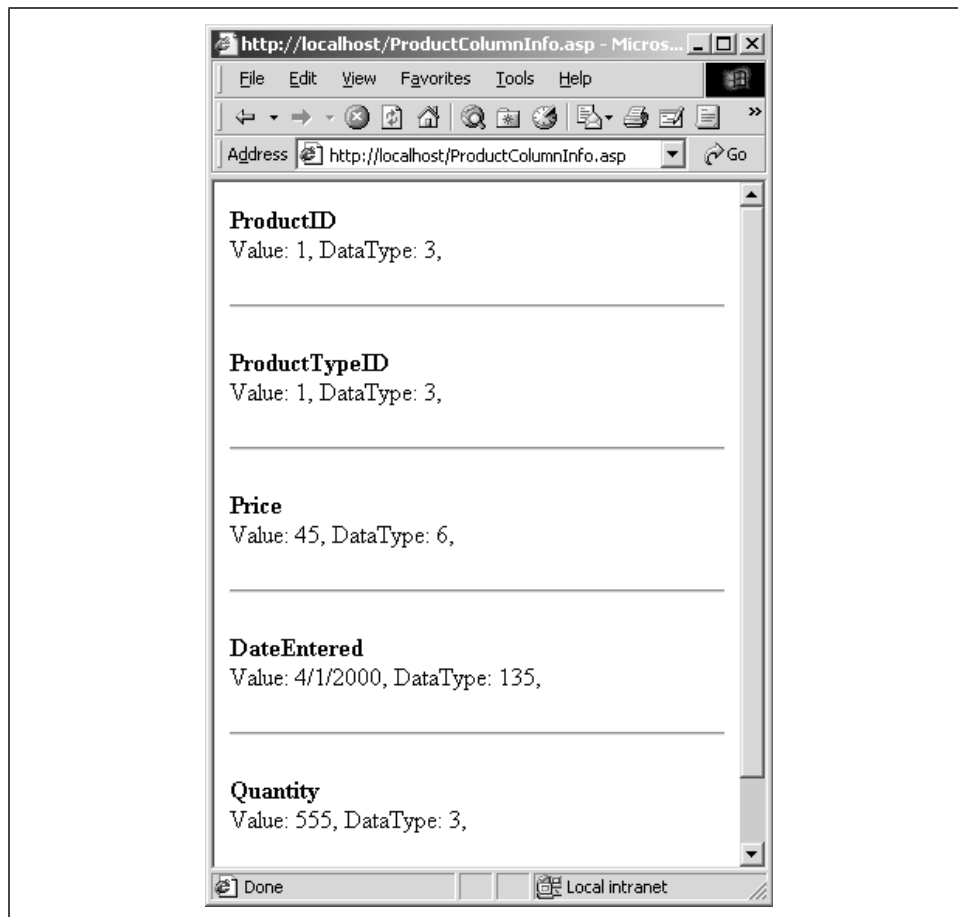 http://localhost/ProductColumnInfo.asp - Micros...
File Edit View Favorites Tools Help
Address http://localhost/ProductColumnInfo.asp Go
ProductID
Value: 1, DataType: 3,
ProductTypeID
Value: 1, DataType: 3,
Price
Value: 45, DataType: 6,
DateEntered
Value: 4/1/2000, DataType: 135,
Quantity
Value: 555, DataType: 3,
Done Local intranet